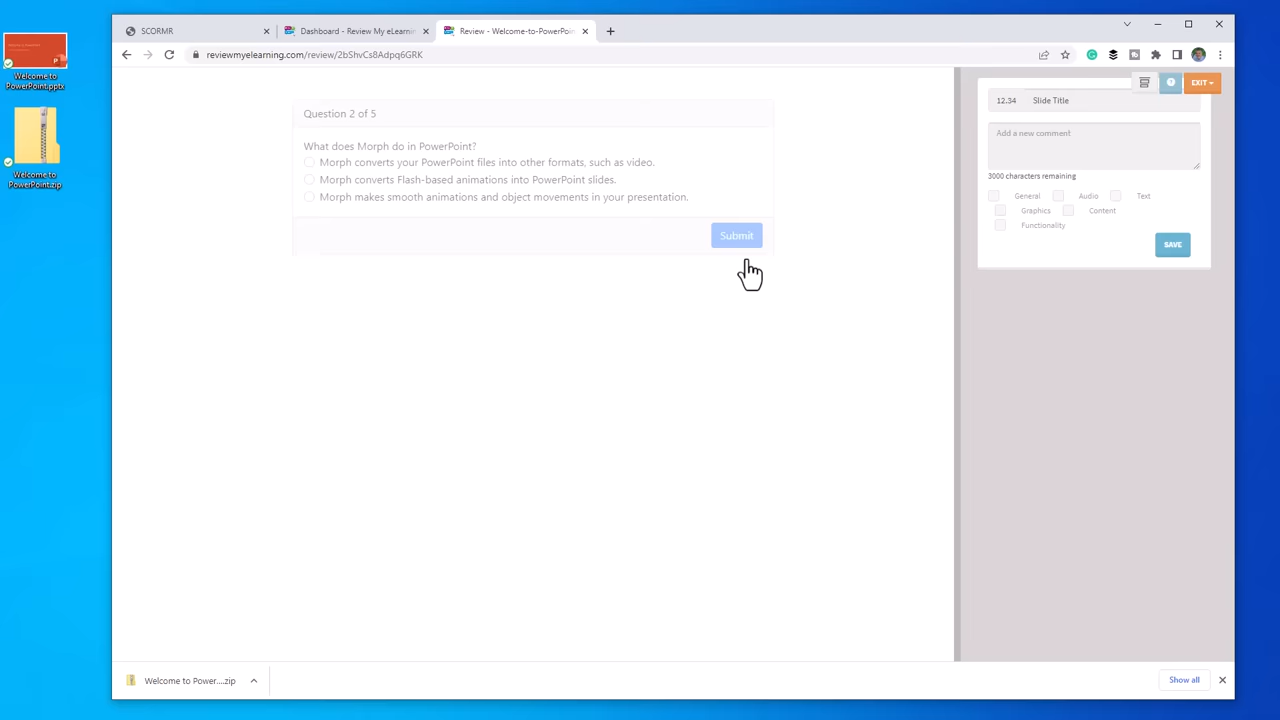 SCORMR
Dashboard - Review My eLearnin
Review - Welcome-to-PowerPoin
reviewmyelearning.com/review/2bShvCs8Adpq6GRK
Welcome to
PowerPoint.pptx
Welcome to
PowerPoint.zip
Question 2 of 5
What does Morph do in PowerPoint?
Morph converts your PowerPoint files into other formats, such as video.
Morph converts Flash-based animations into PowerPoint slides.
Morph makes smooth animations and object movements in your presentation.
Submit
EXIT
12.34 Slide Title
Add a new comment
3000 characters remaining
General Audio Text
Graphics Content
Functionality
SAVE
Welcome to Power....zip
Show all